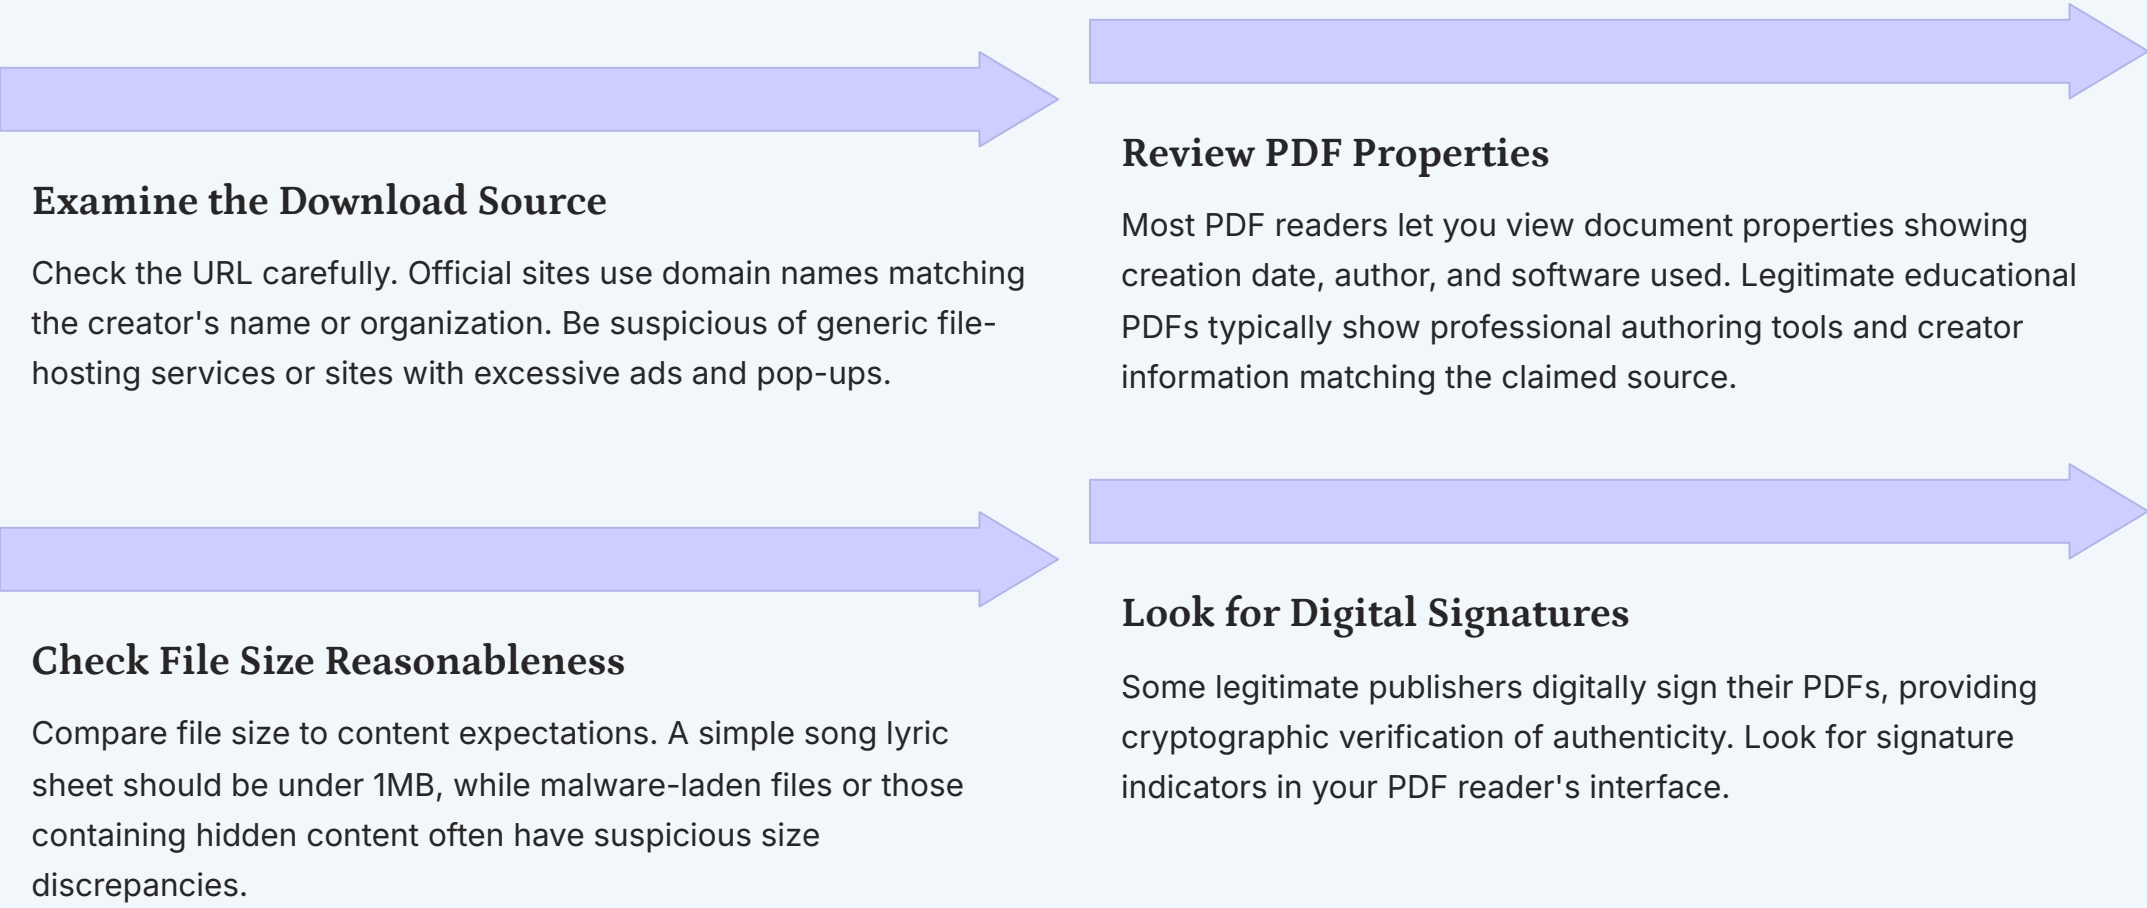 Examine the Download Source
Check the URL carefully. Official sites use domain names matching
the creator's name or organization. Be suspicious of generic file-
hosting services or sites with excessive ads and pop-ups.
Review PDF Properties
Most PDF readers let you view document properties showing
creation date, author, and software used. Legitimate educational
PDFs typically show professional authoring tools and creator
information matching the claimed source.
Check File Size Reasonableness
Compare file size to content expectations. A simple song lyric
sheet should be under 1MB, while malware-laden files or those
containing hidden content often have suspicious size
discrepancies.
Look for Digital Signatures
Some legitimate publishers digitally sign their PDFs, providing
cryptographic verification of authenticity. Look for signature
indicators in your PDF reader's interface.